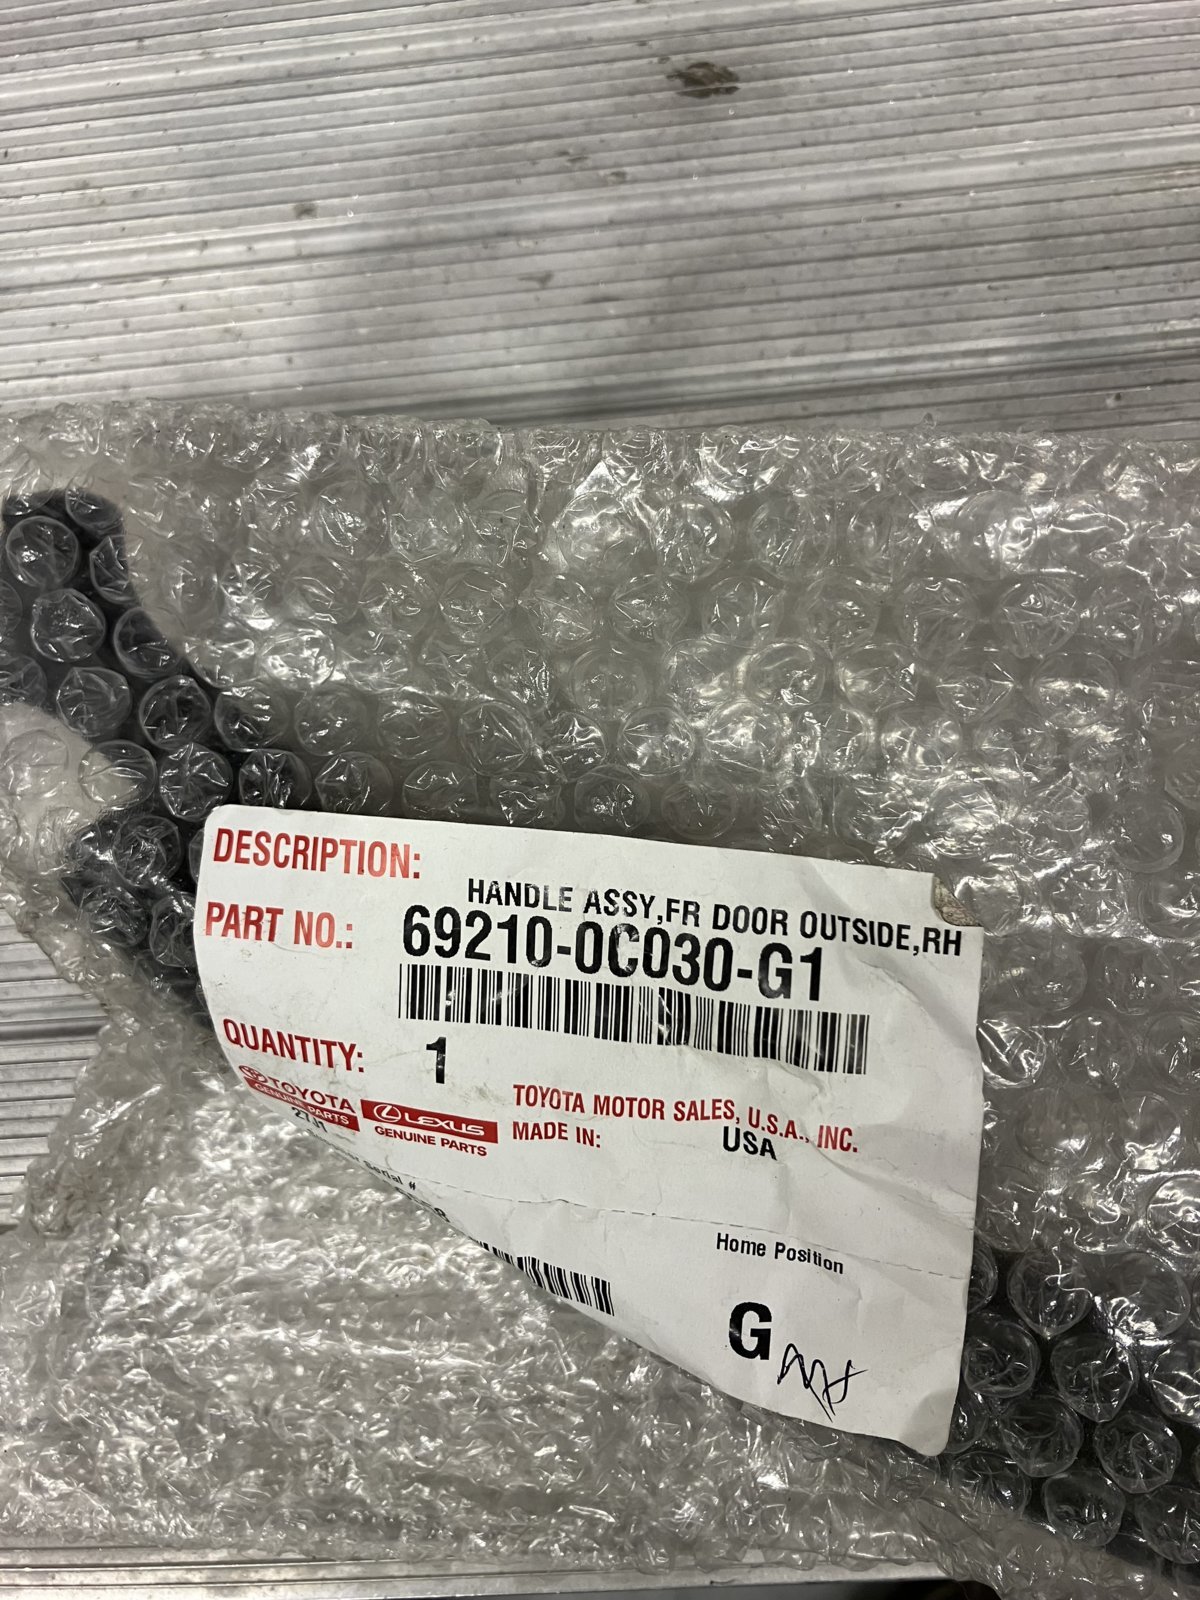 DESCRIPTION:
HANDLE ASSY,FR DOOR OUTSIDE,RH
PART NO.:
69210-0C030-G1
QUANTITY:
1
TOYOTA
GENUINE PARTS
LEXUS
GENUINE PARTS
TOYOTA MOTOR SALES, U.S.A., INC.
MADE IN:
USA
Serial #
Home Position
G